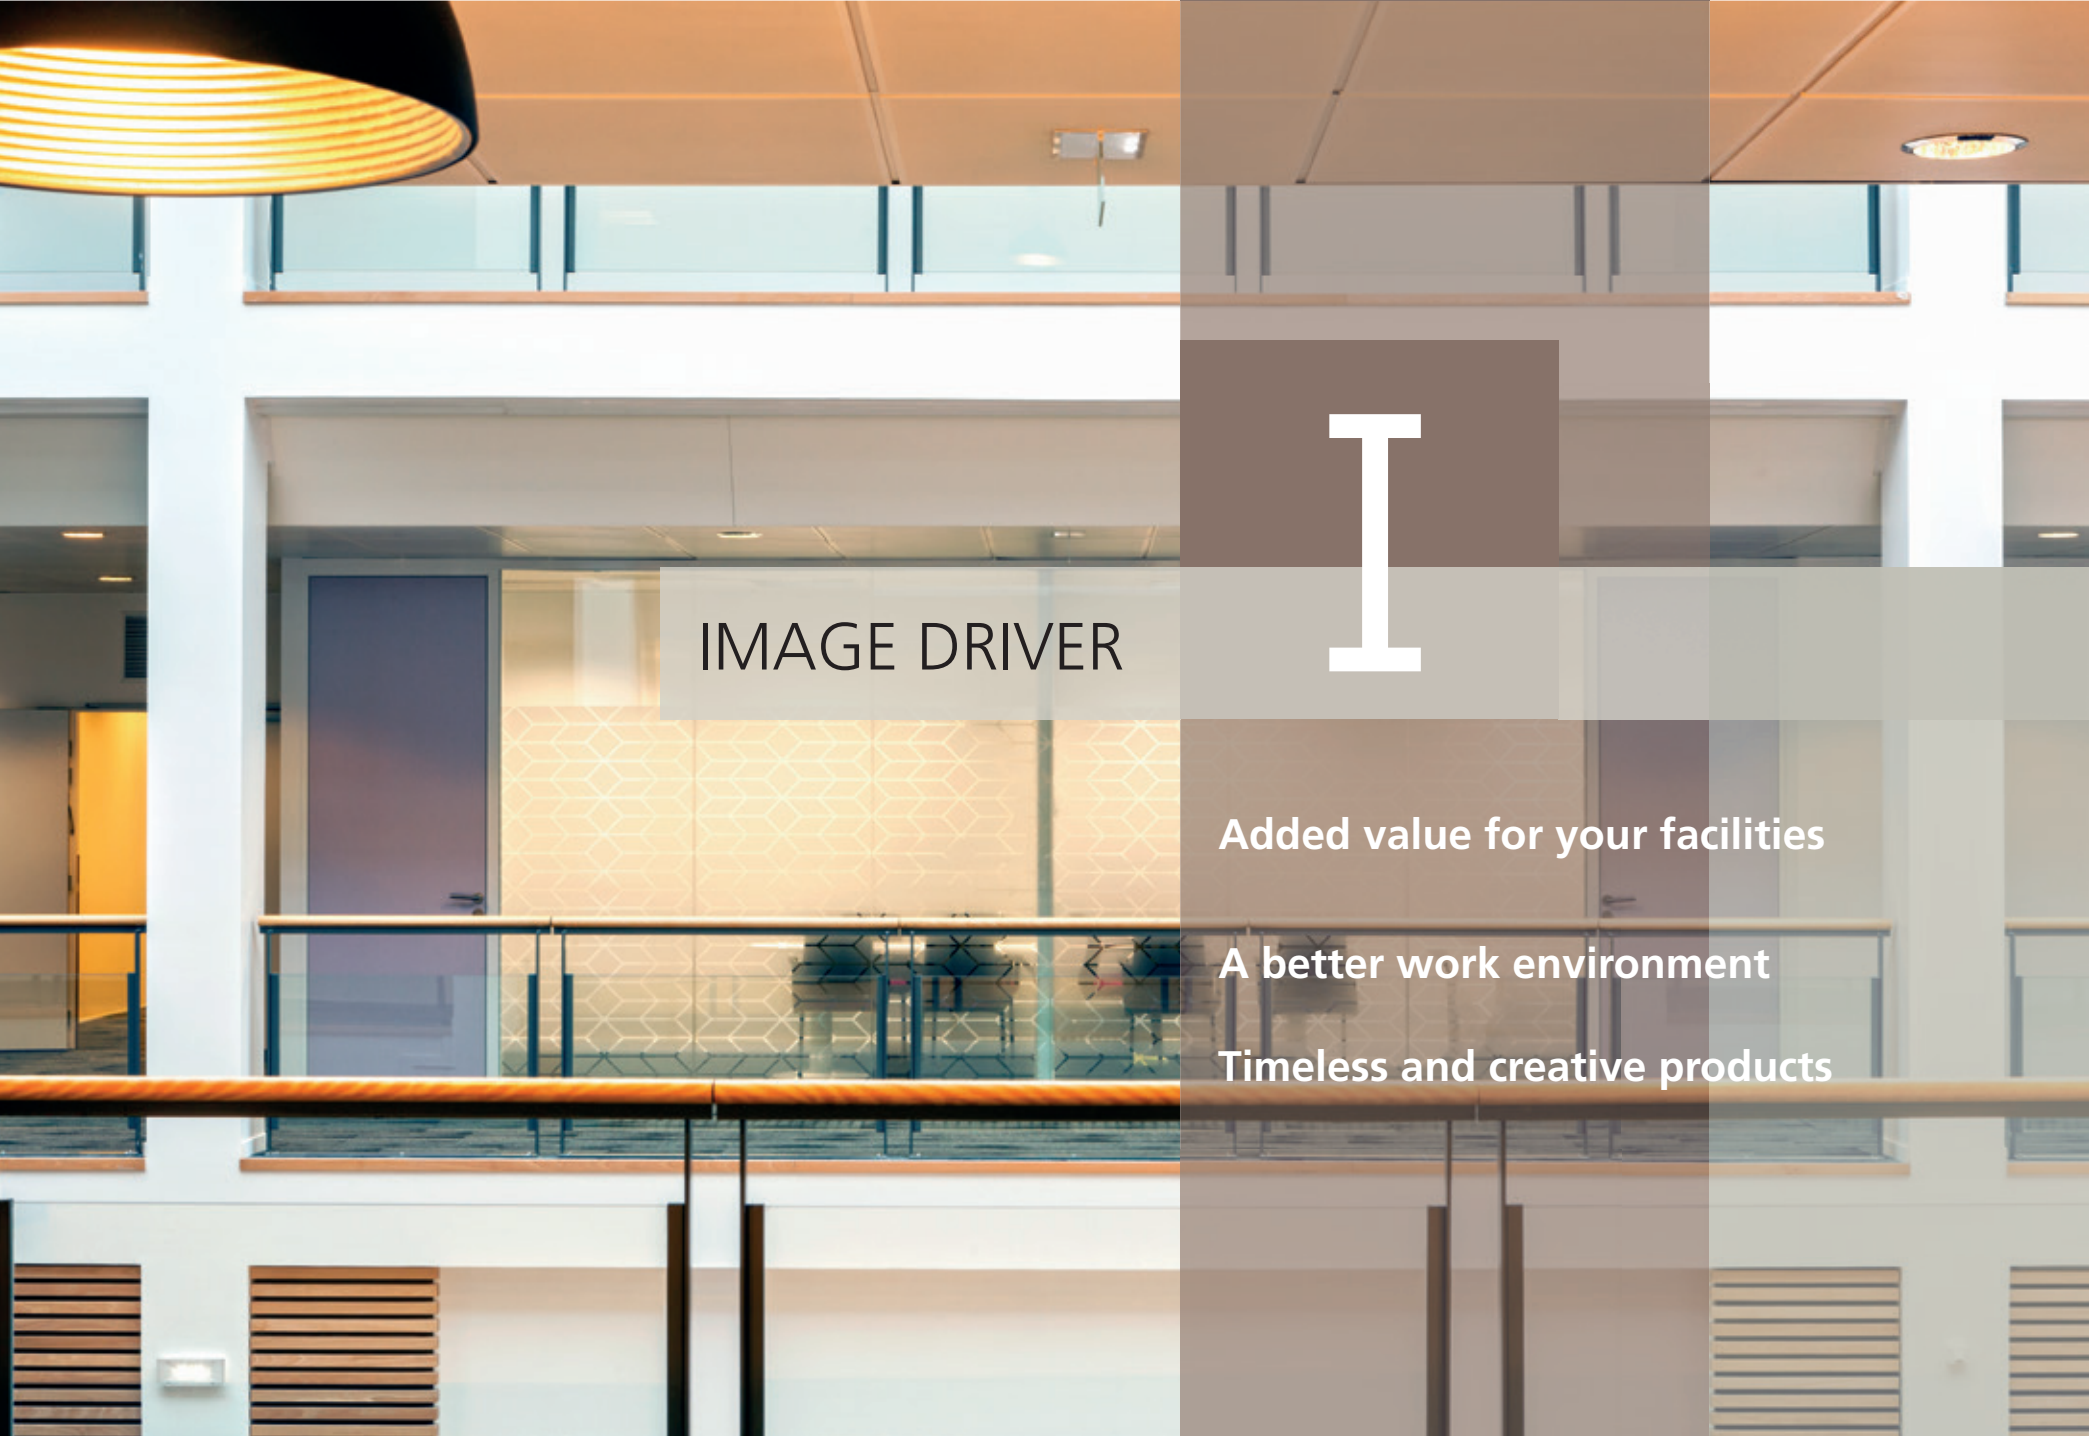 I
IMAGE DRIVER
Added value for your facilities
A better work environment
Timeless and creative products